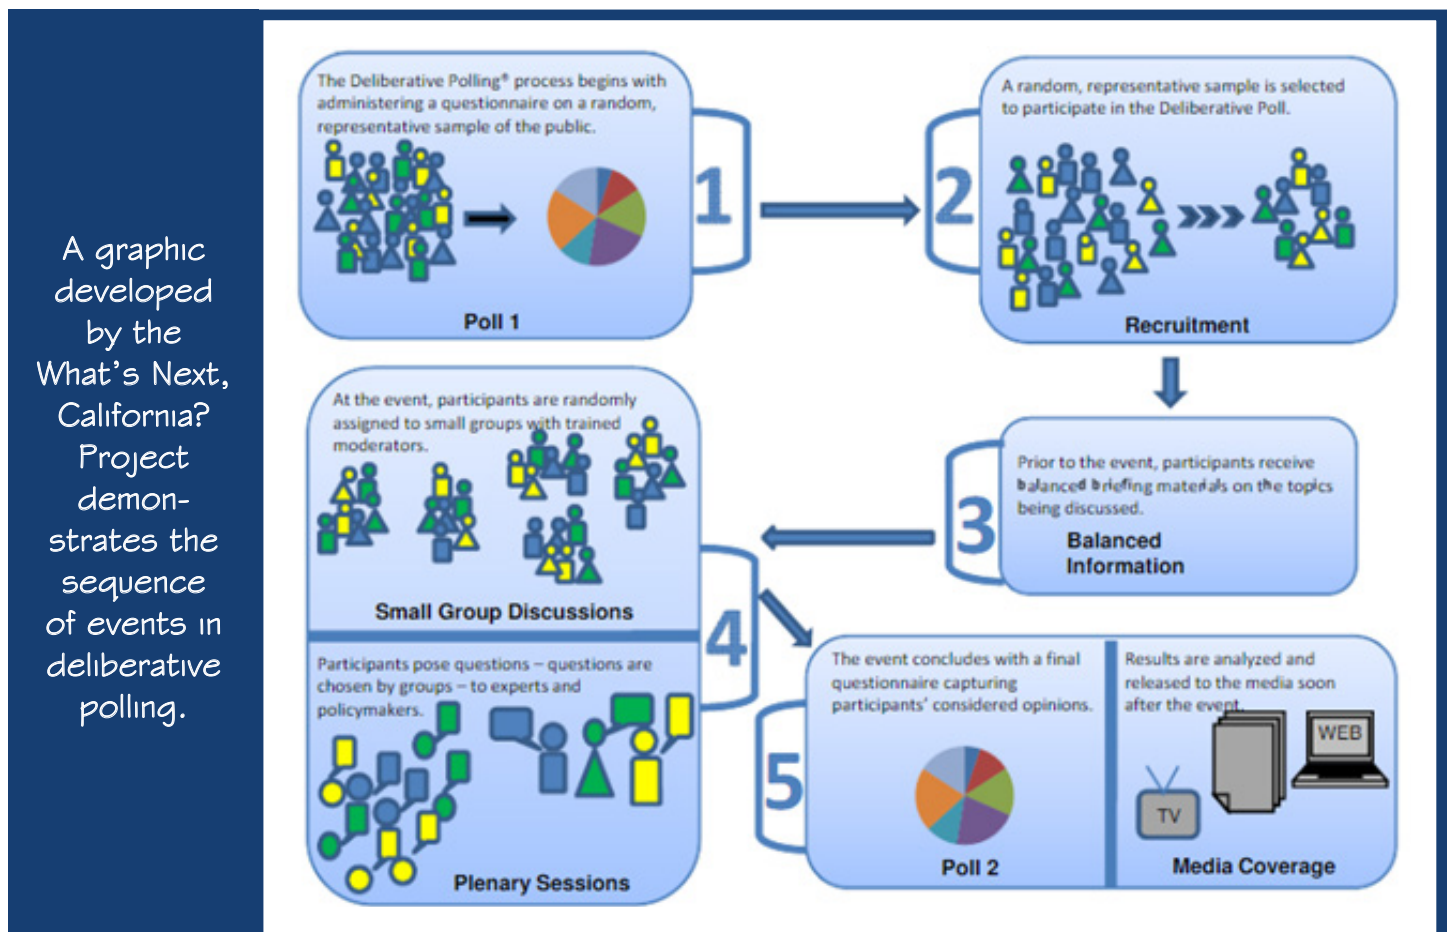 A graphic
developed
by the
What's Next,
California?
Project
demon-
strates the
sequence
of events in
deliberative
polling.
The Deliberative Polling® process begins with
administering a questionnaire on a random,
representative sample of the public.
Poll 1
1
2
A random, representative sample is selected
to participate in the Deliberative Poll.
Recruitment
3
Prior to the event, participants receive
balanced briefing materials on the topics
being discussed.
Balanced
Information
At the event, participants are randomly
assigned to small groups with trained
moderators.
Small Group Discussions
4
Participants pose questions – questions are
chosen by groups – to experts and
policymakers.
Plenary Sessions
5
The event concludes with a final
questionnaire capturing
participants' considered opinions.
Poll 2
Results are analyzed and
released to the media soon
after the event.
WEB
TV
Media Coverage